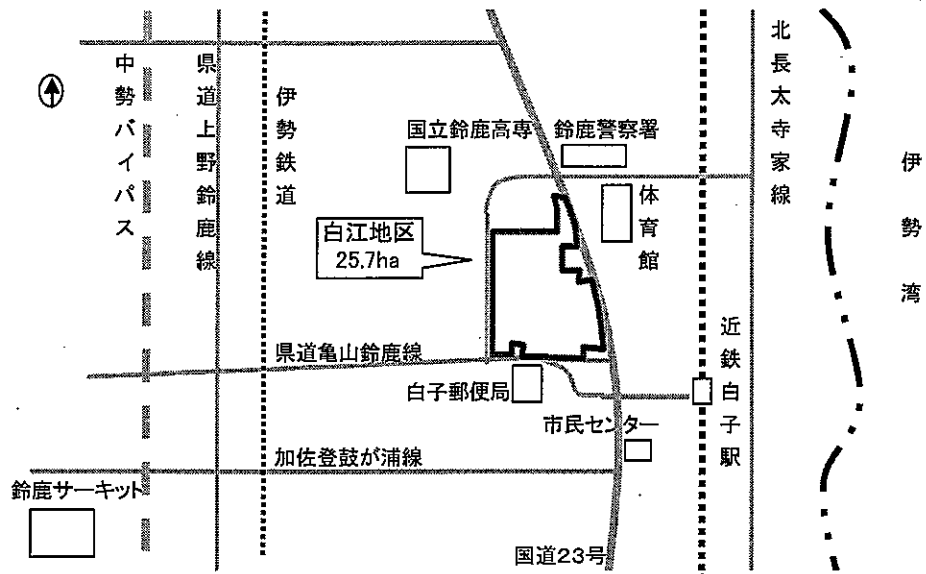 中勢バイパス
県道上野鈴鹿線
伊勢鉄道
国立鈴鹿高専
鈴鹿警察署
体育館
北長太寺家線
伊勢湾
白江地区
25.7ha
県道亀山鈴鹿線
白子郵便局
近鉄白子駅
市民センター
加佐登鼓が浦線
鈴鹿サーキット
国道23号